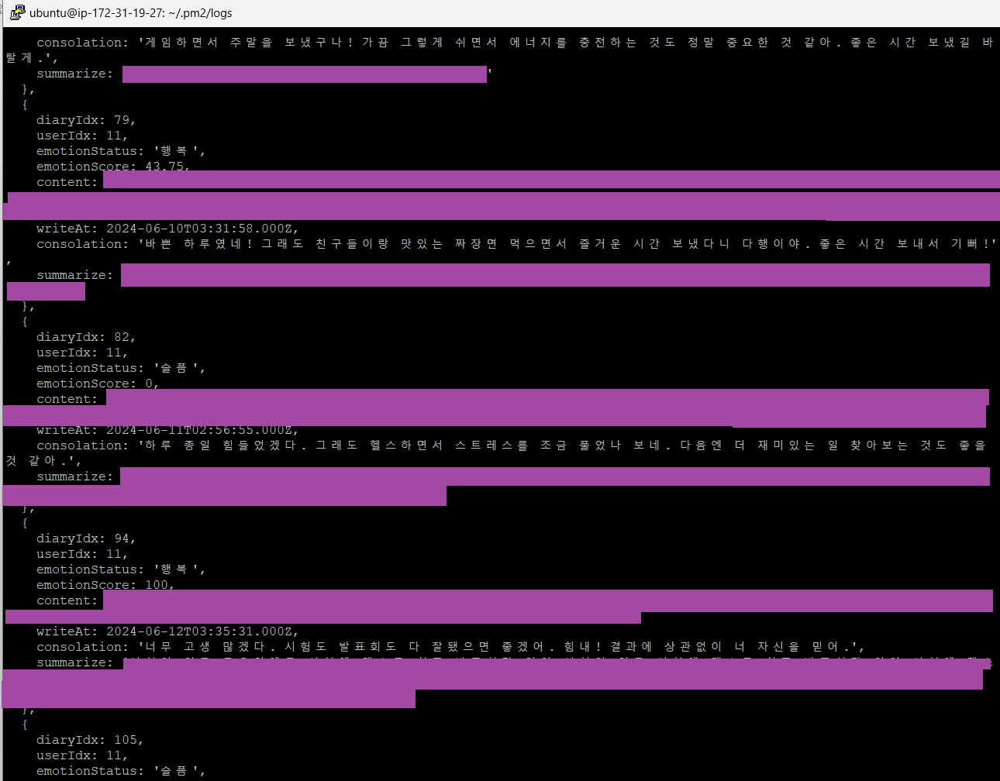 ubuntu@ip-172-31-19-27: ~/.pm2/logs
consolation: '게임하면서 주말을 보냈구나! 가끔 그렇게 쉬면서 에너지를 충전하는 것도 정말 중요한 것 같아. 좋은 시간 보냈길 바
랄게.',
summarize: '
},
{
diaryIdx: 79,
userIdx: 11,
emotionStatus: '행복',
emotionScore: 43.75,
content:
writeAt: 2024-06-10T03:31:58.000Z,
consolation: '바쁜 하루였네! 그래도 친구들이랑 맛있는 짜장면 먹으면서 즐거운 시간 보냈다니 다행이야. 좋은 시간 보내서 기뻐!'
,
summarize:
},
{
diaryIdx: 82,
userIdx: 11,
emotionStatus: '슬픔',
emotionScore: 0,
content:
writeAt: 2024-06-11T02:56:55.000Z,
consolation: '하루 종일 힘들었겠다. 그래도 헬스하면서 스트레스를 조금 풀었나 보네. 다음엔 더 재미있는 일 찾아보는 것도 좋을
것 같아.',
summarize:
},
{
diaryIdx: 94,
userIdx: 11,
emotionStatus: '행복',
emotionScore: 100,
content:
writeAt: 2024-06-12T03:35:31.000Z,
consolation: '너무 고생 많겠다. 시험도 발표회도 다 잘됐으면 좋겠어. 힘내! 결과에 상관없이 너 자신을 믿어.',
summarize:
},
{
diaryIdx: 105,
userIdx: 11,
emotionStatus: '슬픔',